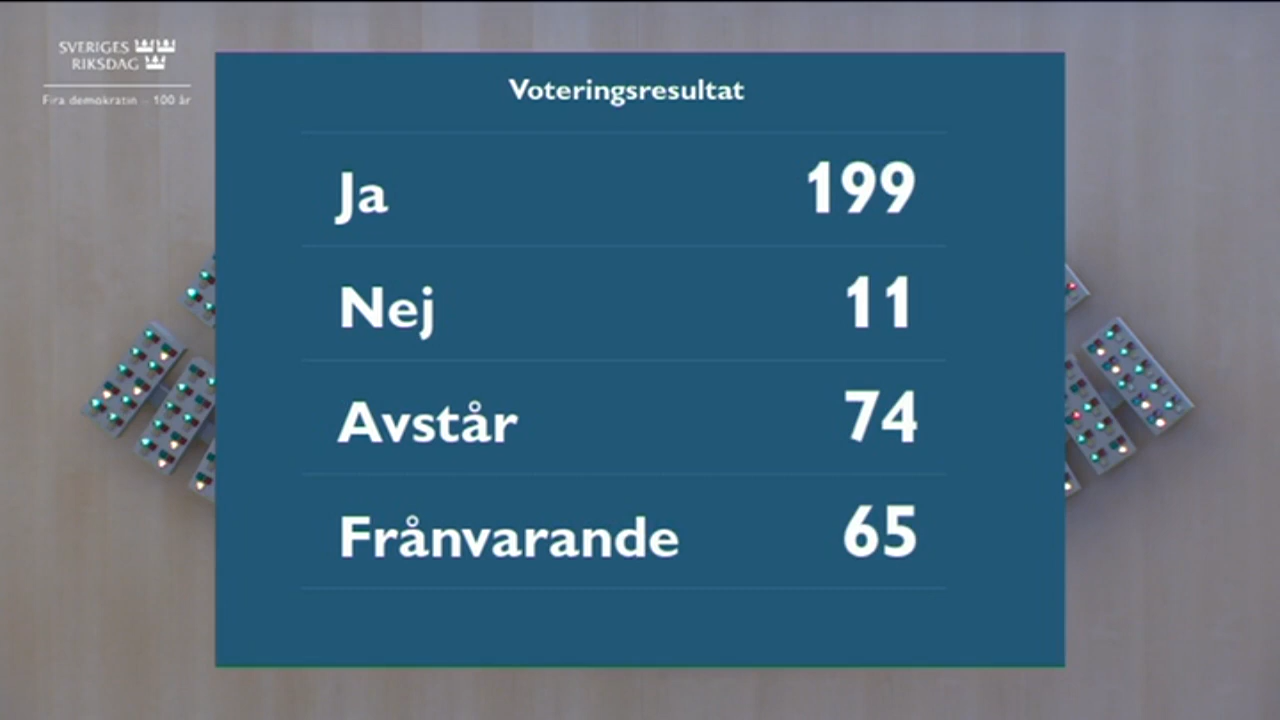 SVERIGES
RIKSDAG
Fira demokratin – 100 år
Voteringsresultat
Ja 199
Nej 11
Avstår 74
Frånvarande 65